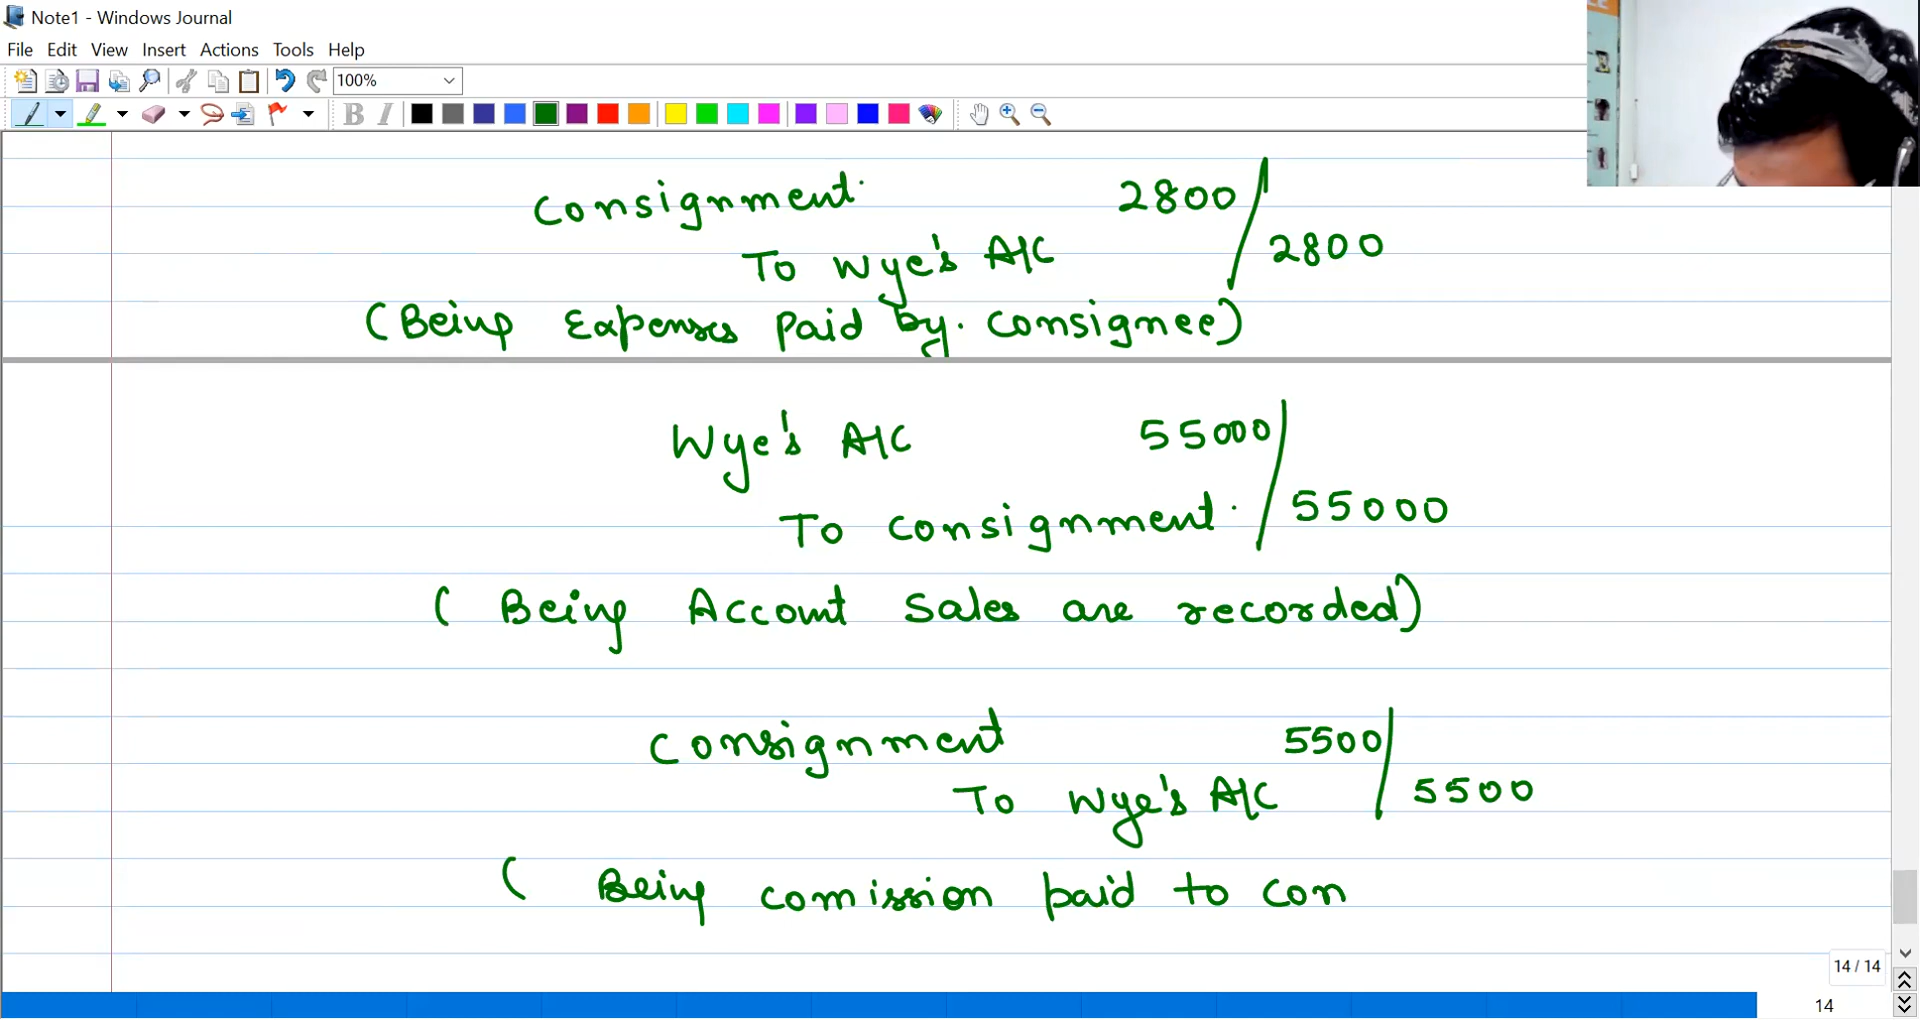 Note1 - Windows Journal
File Edit View Insert Actions Tools Help
100%
B I
Consignment 2800
To Wye's A/C 2800
(Being Expenses Paid by. Consignee)
Wye's A/C 55000
To Consignment 55000
( Being Account Sales are recorded)
Consignment 5500
To Wye's A/C 5500
( Being comission paid to con
14 / 14
14